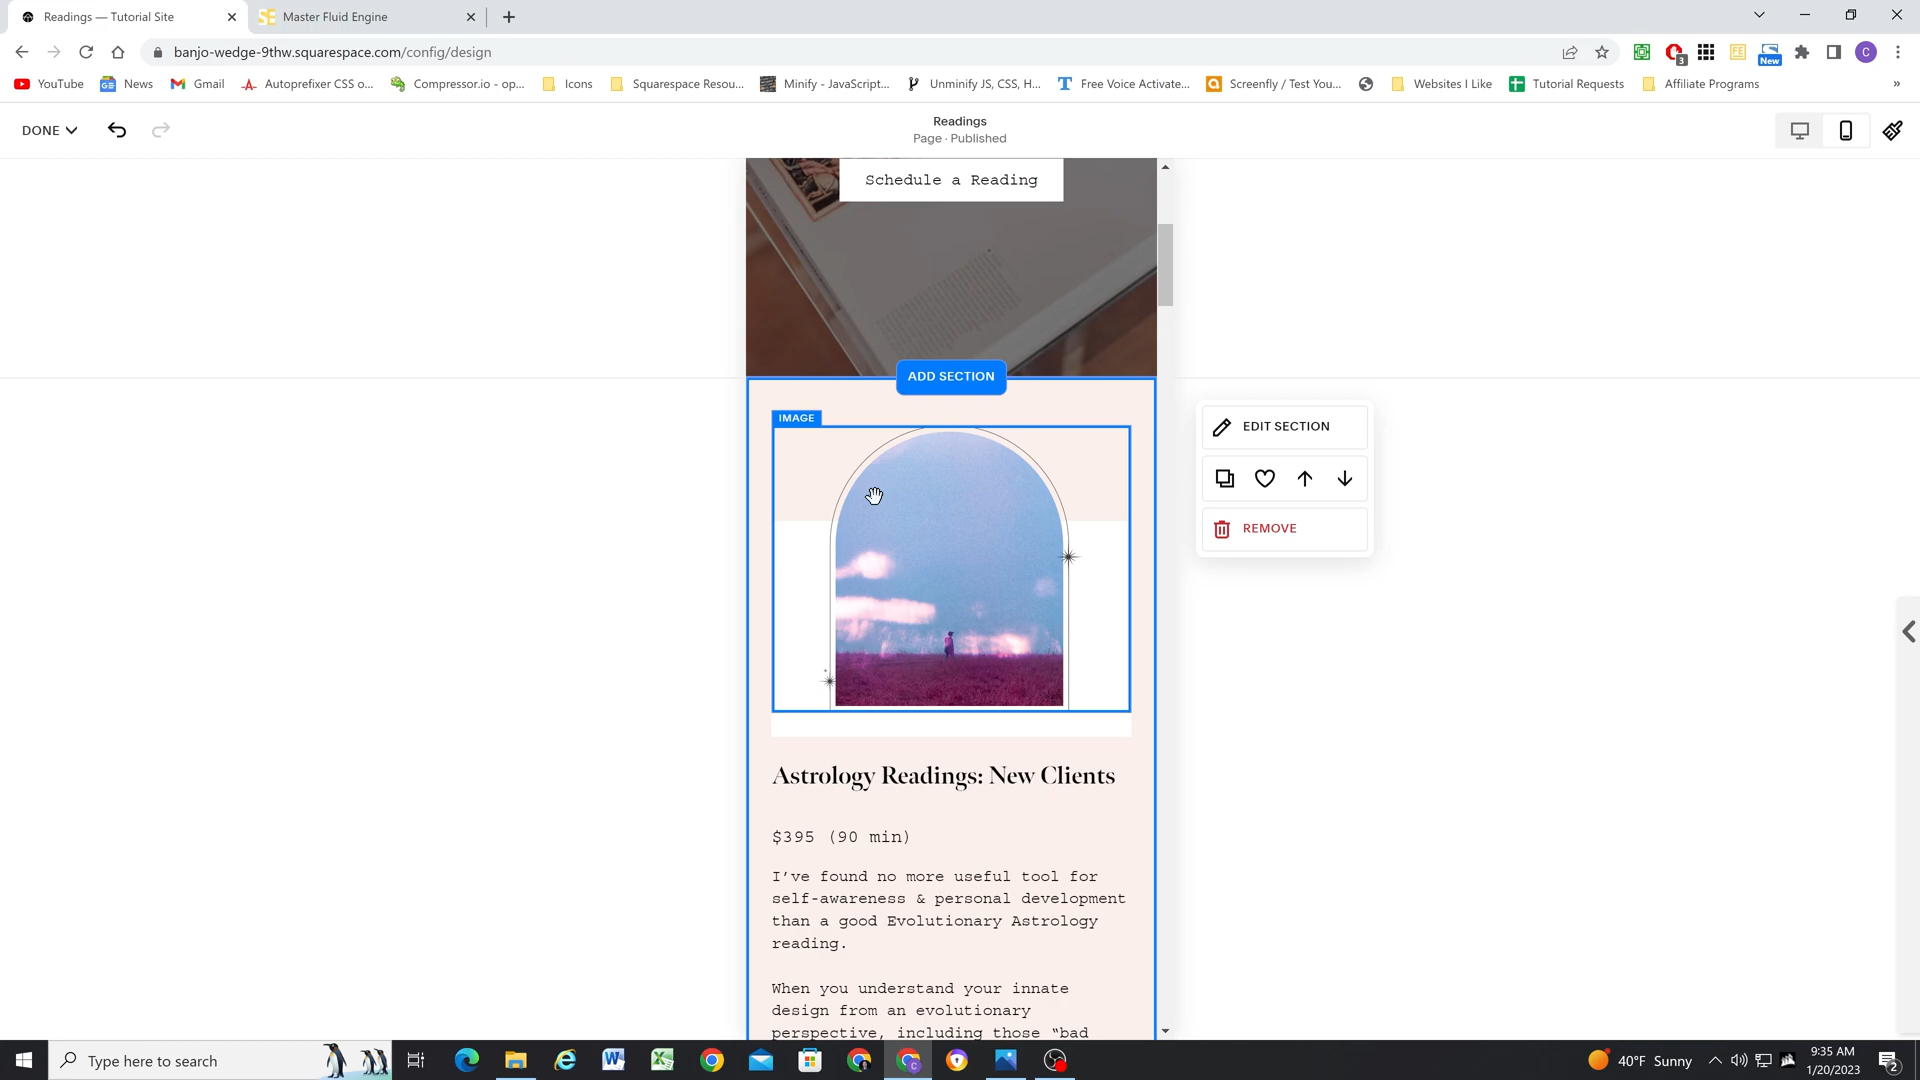 Readings — Tutorial Site
Master Fluid Engine
banjo-wedge-9thw.squarespace.com/config/design
3
New
C
YouTube
News
Gmail
Autoprefixer CSS o...
Compressor.io - op...
Icons
Squarespace Resou...
Minify - JavaScript...
Unminify JS, CSS, H...
Free Voice Activate...
Screenfly / Test You...
Websites I Like
Tutorial Requests
Affiliate Programs
»
DONE
Readings
Page · Published
Schedule a Reading
ADD SECTION
IMAGE
EDIT SECTION
REMOVE
Astrology Readings: New Clients
$395 (90 min)
I’ve found no more useful tool for
self-awareness & personal development
than a good Evolutionary Astrology
reading.
When you understand your innate
design from an evolutionary
perspective, including those “bad
Type here to search
40°F Sunny
9:35 AM
1/20/2023
2